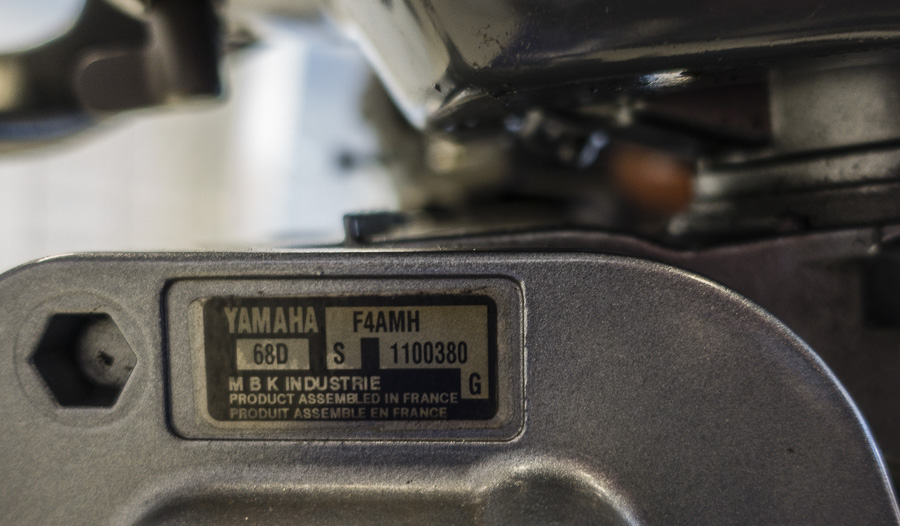 YAMAHA F4AMH
68D S 1100380
M B K INDUSTRIE G
PRODUCT ASSEMBLED IN FRANCE
PRODUIT ASSEMBLE EN FRANCE